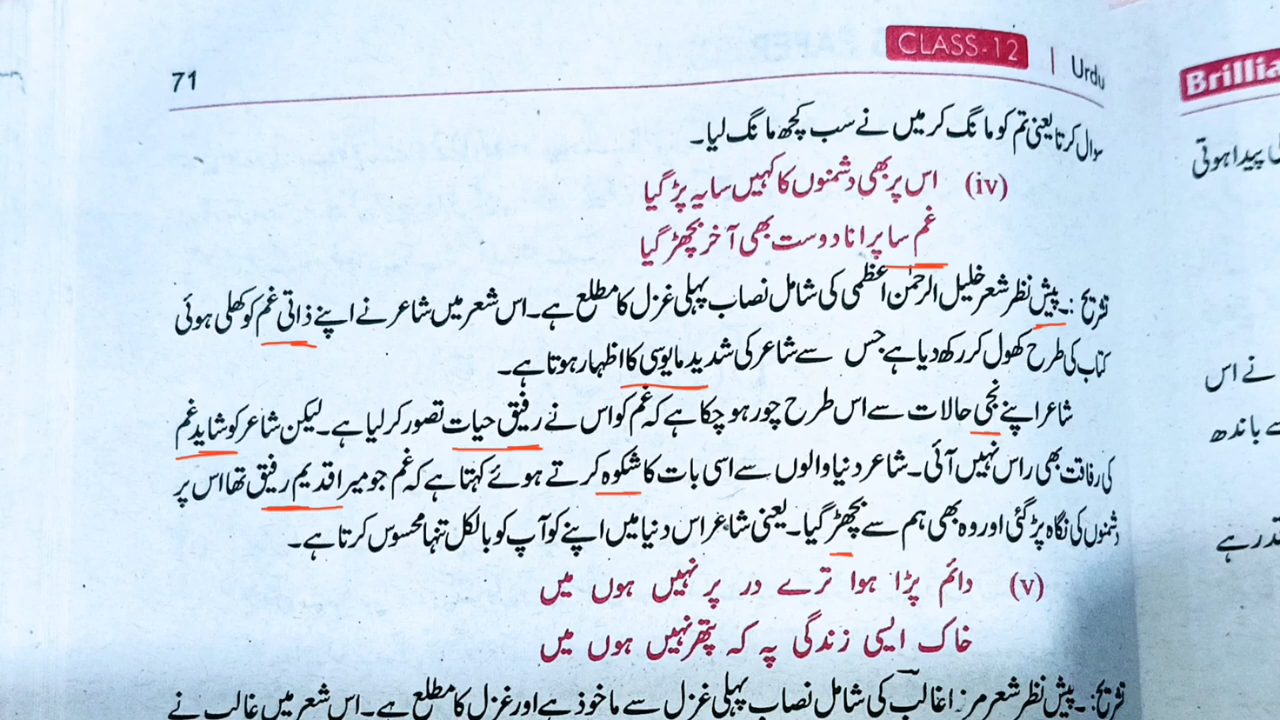 71
CLASS-12 | Urdu
سوال کرتا یعنی تم کو مانگ کر میں نے سب کچھ مانگ لیا۔
(iv) اس پر بھی دشمنوں کا کہیں سایہ پڑ گیا
غم سا پرانا دوست بھی آخر بچھڑ گیا
تشریح :۔ پیش نظر شعر خلیل الرحمٰن اعظمی کی شامل نصاب پہلی غزل کا مطلع ہے۔ اس شعر میں شاعر نے اپنے ذاتی غم کو کھلی ہوئی
کتاب کی طرح کھول کر رکھ دیا ہے جس سے شاعر کی شدید مایوسی کا اظہار ہوتا ہے۔
شاعر اپنے نجی حالات سے اس طرح چور ہو چکا ہے کہ غم کو اس نے رفیق حیات تصور کر لیا ہے۔ لیکن شاعر کو شاید غم
کی رفاقت بھی راس نہیں آئی۔ شاعر دنیا والوں سے اسی بات کا شکوہ کرتے ہوئے کہتا ہے کہ غم جو میرا قدیم رفیق تھا اس پر
دشمنوں کی نگاہ پڑ گئی اور وہ بھی ہم سے بچھڑ گیا۔ یعنی شاعر اس دنیا میں اپنے کو آپ کو بالکل تنہا محسوس کرتا ہے۔
(v) دائم پڑا ہوا ترے در پر نہیں ہوں میں
خاک ایسی زندگی پہ کہ پتھر نہیں ہوں میں
تشریح:۔ پیش نظر شعر مرزا غالب کی شامل نصاب پہلی غزل سے ماخوذ ہے اور غزل کا مطلع ہے۔ اس شعر میں غالب نے
Brillia
پیدا ہوتی
نے اس
سے باندھ
قدر ہے